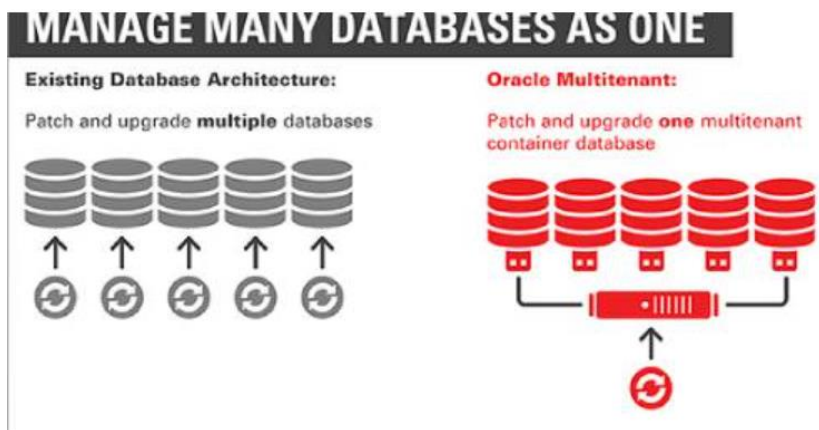 MANAGE MANY DATABASES AS ONE
Existing Database Architecture:
Patch and upgrade multiple databases
Oracle Multitenant:
Patch and upgrade one multitenant
container database